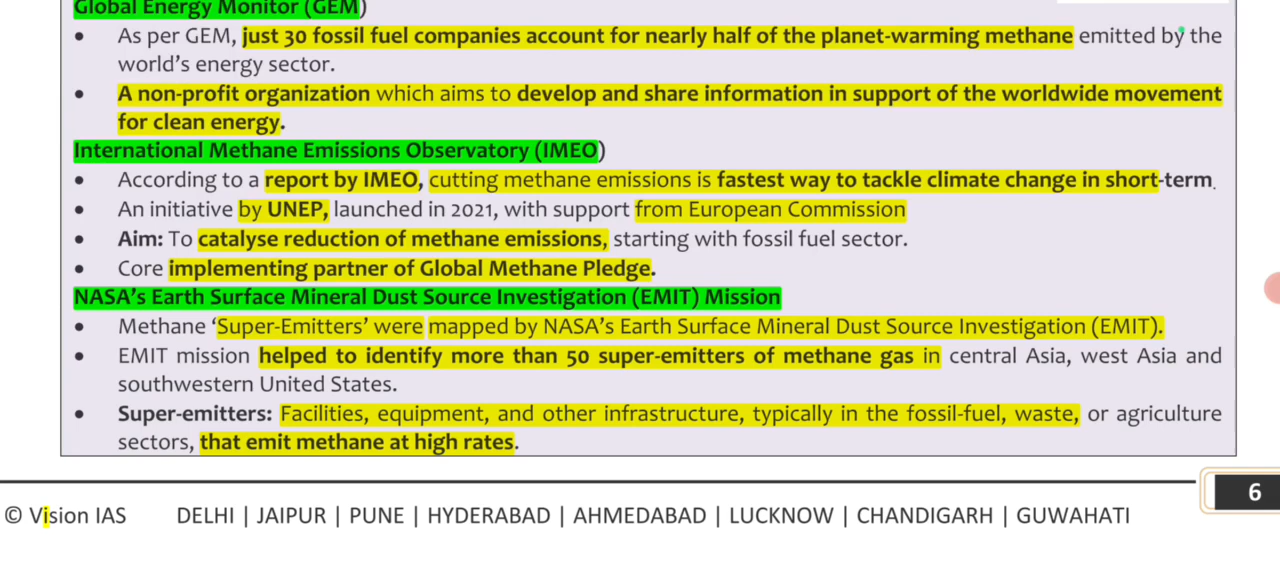 Global Energy Monitor (GEM)
• As per GEM, just 30 fossil fuel companies account for nearly half of the planet-warming methane emitted by the
world's energy sector.
• A non-profit organization which aims to develop and share information in support of the worldwide movement
for clean energy.
International Methane Emissions Observatory (IMEO)
• According to a report by IMEO, cutting methane emissions is fastest way to tackle climate change in short-term.
• An initiative by UNEP, launched in 2021, with support from European Commission
• Aim: To catalyse reduction of methane emissions, starting with fossil fuel sector.
• Core implementing partner of Global Methane Pledge.
NASA's Earth Surface Mineral Dust Source Investigation (EMIT) Mission
• Methane ‘Super-Emitters’ were mapped by NASA's Earth Surface Mineral Dust Source Investigation (EMIT).
• EMIT mission helped to identify more than 50 super-emitters of methane gas in central Asia, west Asia and
southwestern United States.
• Super-emitters: Facilities, equipment, and other infrastructure, typically in the fossil-fuel, waste, or agriculture
sectors, that emit methane at high rates.
6
© Vision IAS DELHI | JAIPUR | PUNE | HYDERABAD | AHMEDABAD | LUCKNOW | CHANDIGARH | GUWAHATI